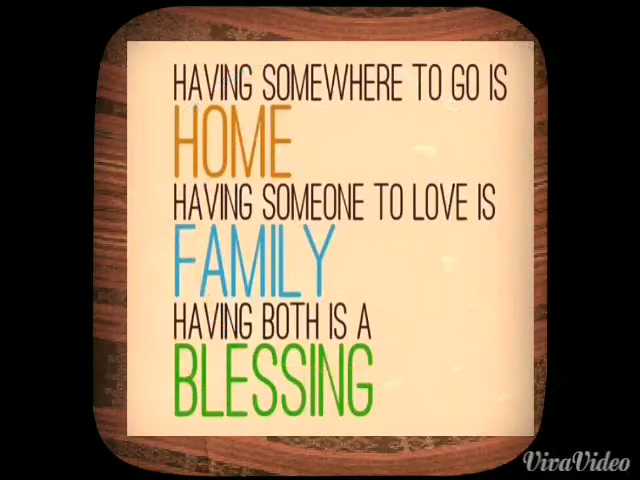 HAVING SOMEWHERE TO GO IS
HOME
HAVING SOMEONE TO LOVE IS
FAMILY
HAVING BOTH IS A
BLESSING
VivaVideo